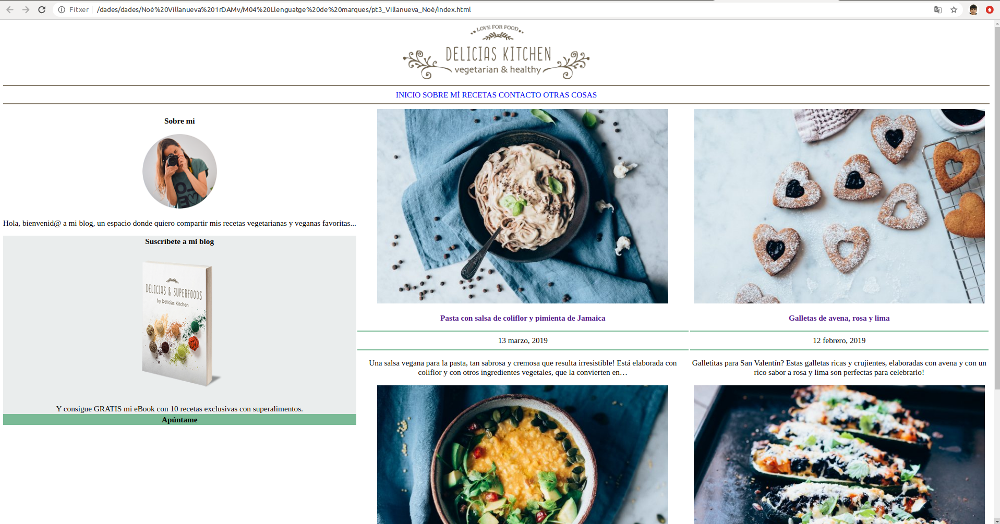 Fitxer
/dades/dades/Noè%20Villanueva%201rDAMv/M04%20Llenguatge%20de%20marques/pt3_Villanueva_Noè/index.html
LOVE FOR FOOD
DELICIAS KITCHEN
vegetarian & healthy
INICIO SOBRE MÍ RECETAS CONTACTO OTRAS COSAS
Sobre mi
Hola, bienvenid@ a mi blog, un espacio donde quiero compartir mis recetas vegetarianas y veganas favoritas...
Suscríbete a mi blog
DELICIAS & SUPERFOODS
by Delicias Kitchen
Y consigue GRATIS mi eBook con 10 recetas exclusivas con superalimentos.
Apúntame
Pasta con salsa de coliflor y pimienta de Jamaica
13 marzo, 2019
Una salsa vegana para la pasta, tan sabrosa y cremosa que resulta irresistible! Está elaborada con
coliflor y con otros ingredientes vegetales, que la convierten en…
Galletas de avena, rosa y lima
12 febrero, 2019
Galletitas para San Valentín? Estas galletas ricas y crujientes, elaboradas con avena y con un
rico sabor a rosa y lima son perfectas para celebrarlo!